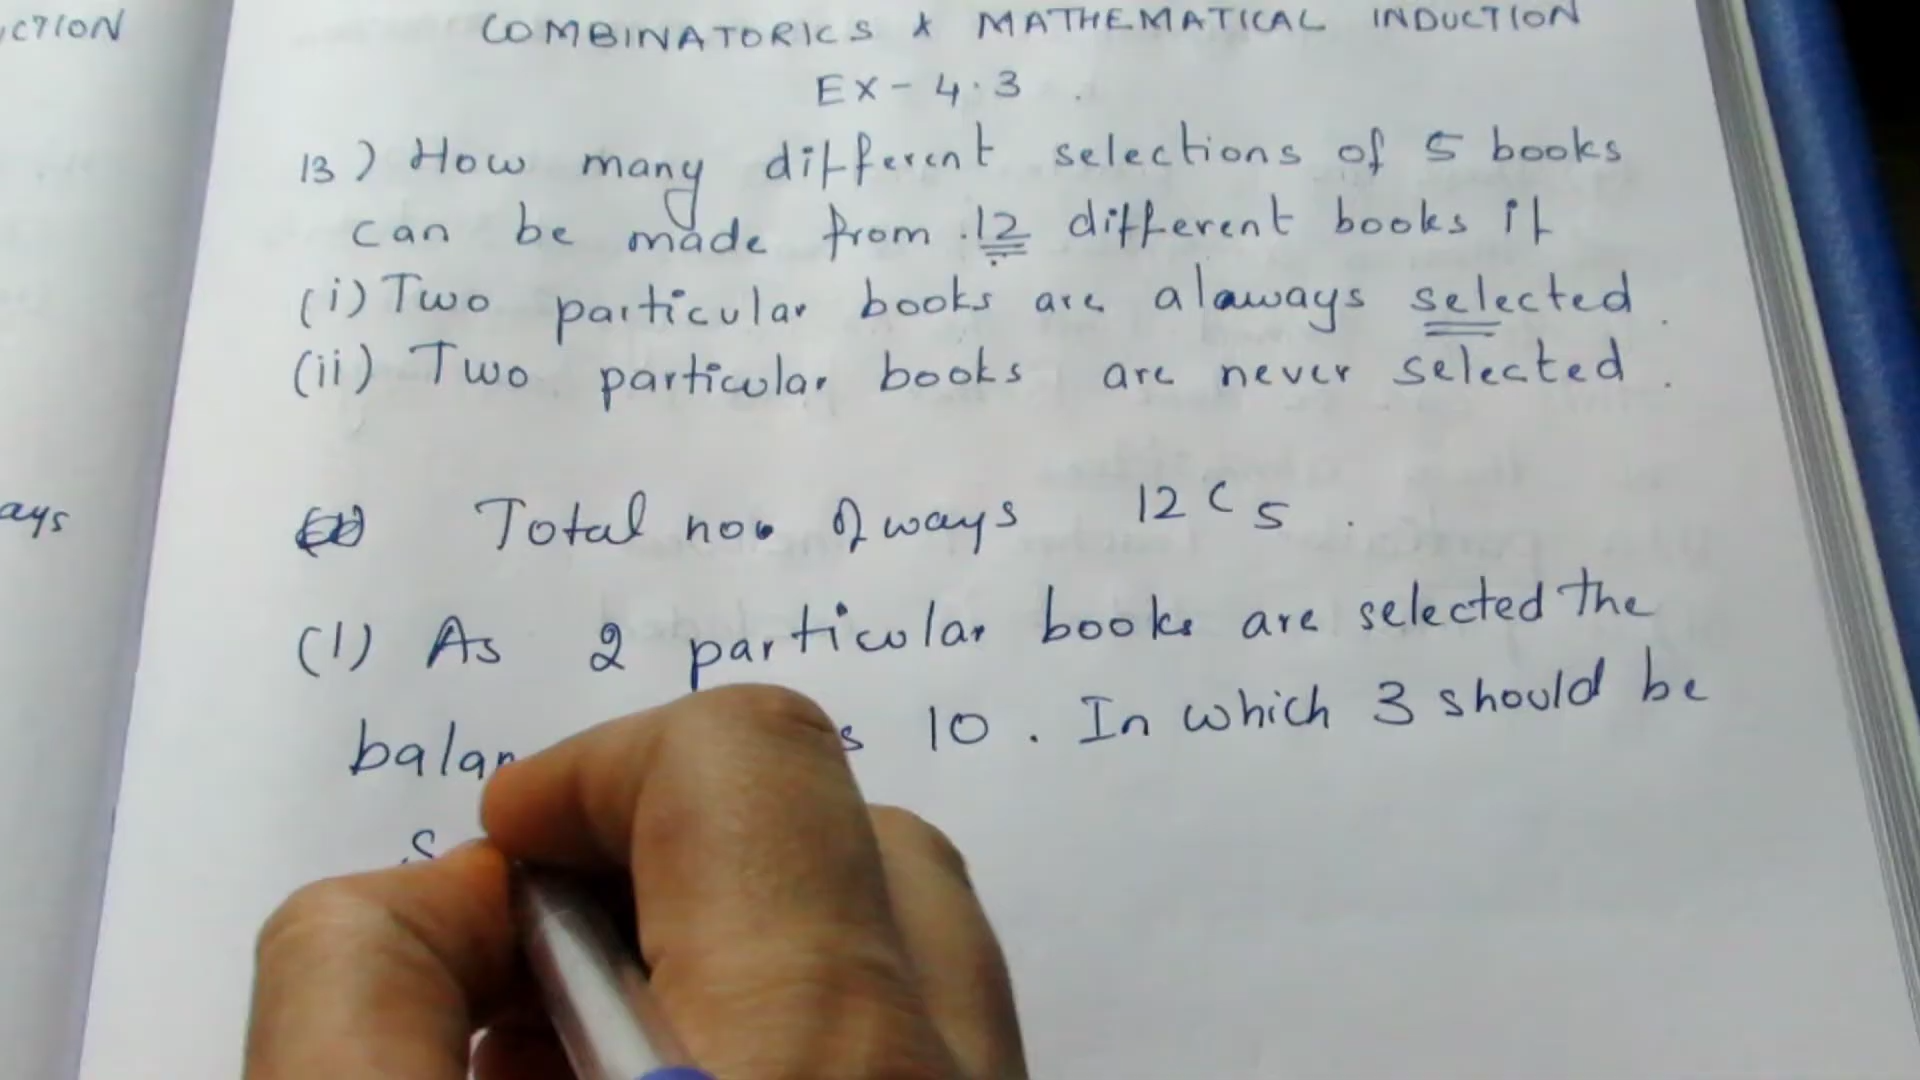 CTION
COMBINATORICS & MATHEMATICAL INDUCTION
EX - 4.3
13) How many different selections of 5 books
can be made from 12 different books if
(i) Two particular books are alaways selected.
(ii) Two particular books are never selected.
ays
Total no. of ways 12C5.
(1) As 2 particular books are selected the
balan s 10. In which 3 should be
S